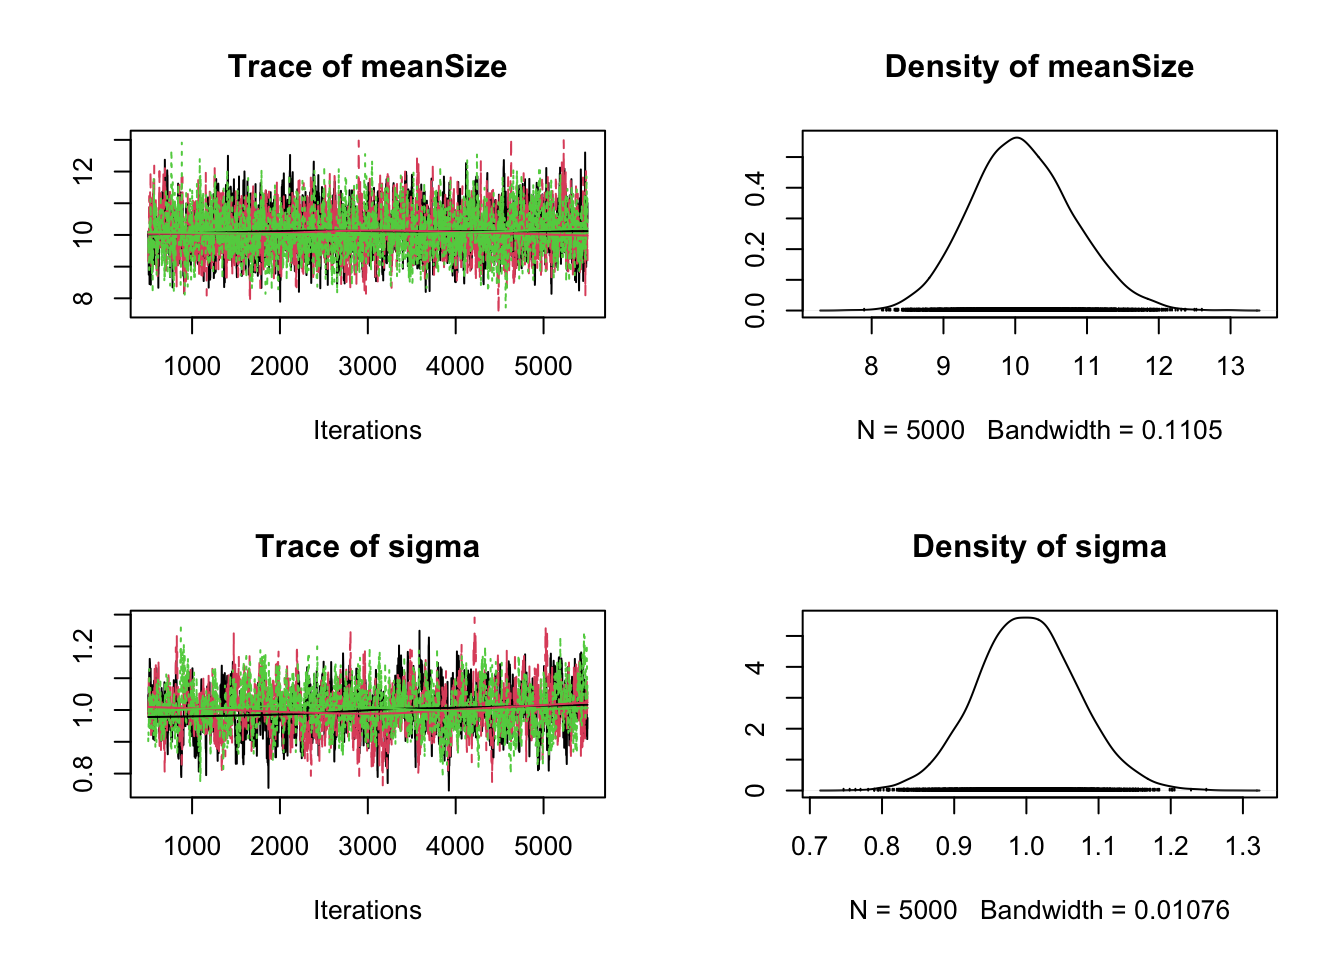 Trace of meanSize
12
10
8
1000 2000 3000 4000 5000
Iterations
Density of meanSize
0.4
0.2
0.0
8 9 10 11 12 13
N = 5000 Bandwidth = 0.1105
Trace of sigma
1.2
1.0
0.8
1000 2000 3000 4000 5000
Iterations
Density of sigma
4
2
0
0.7 0.8 0.9 1.0 1.1 1.2 1.3
N = 5000 Bandwidth = 0.01076